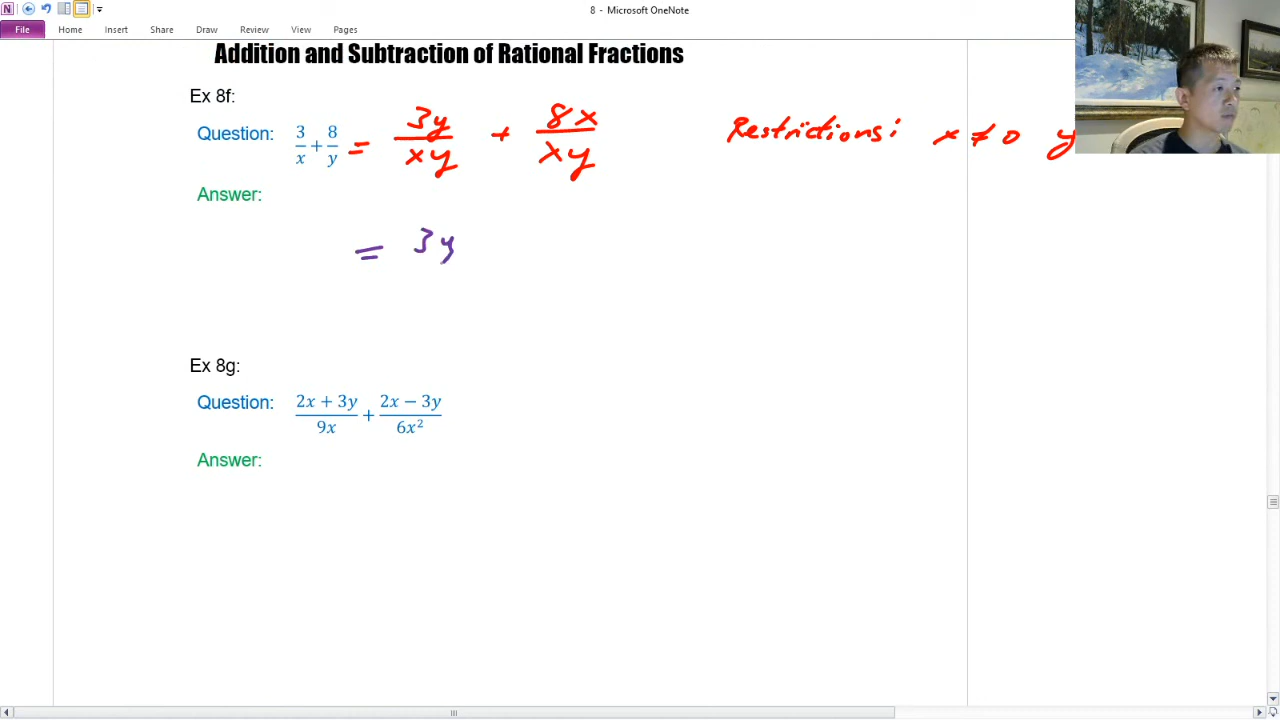 8 - Microsoft OneNote
File Home Insert Share Draw Review View Pages
Addition and Subtraction of Rational Fractions
Ex 8f:
Question: 3/x + 8/y = 3y/xy + 8x/xy Restrictions: x ≠ 0 y
Answer:
= 3y
Ex 8g:
Question: (2x + 3y)/9x + (2x − 3y)/6x²
Answer: